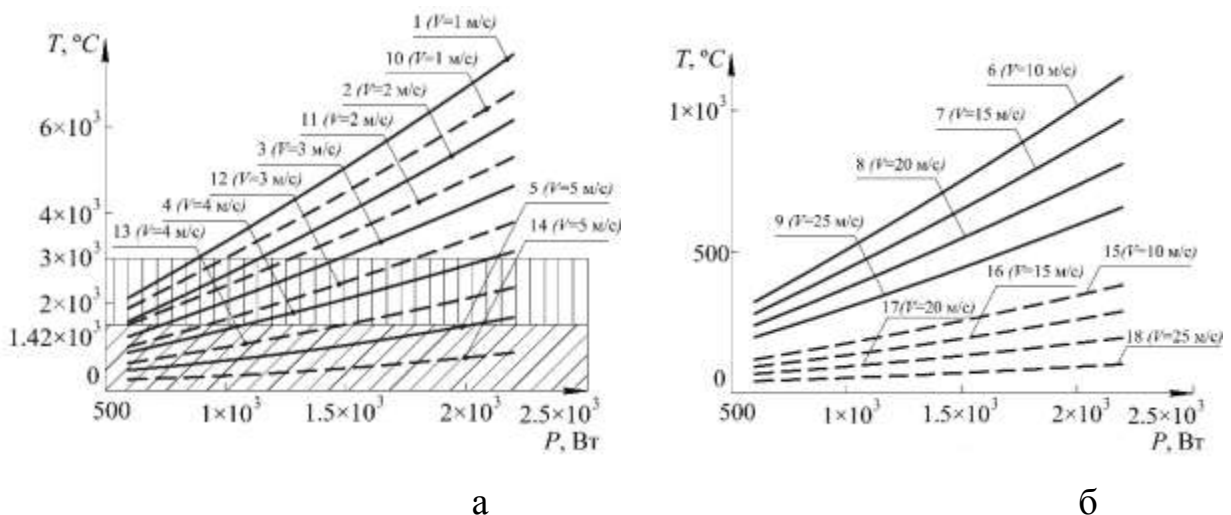 T, °C
6×10³
4×10³
3×10³
2×10³
1.42×10³
0
1 (V=1 м/с)
10 (V=1 м/с)
2 (V=2 м/с)
11 (V=2 м/с)
3 (V=3 м/с)
12 (V=3 м/с)
4 (V=4 м/с)
13 (V=4 м/с)
5 (V=5 м/с)
14 (V=5 м/с)
500 1×10³ 1.5×10³ 2×10³ 2.5×10³
P, Вт
а
T, °C
1×10³
500
0
6 (V=10 м/с)
7 (V=15 м/с)
8 (V=20 м/с)
9 (V=25 м/с)
15(V=10 м/с)
16 (V=15 м/с)
17(V=20 м/с)
18 (V=25 м/с)
500 1×10³ 1.5×10³ 2×10³ 2.5×10³
P, Вт
б